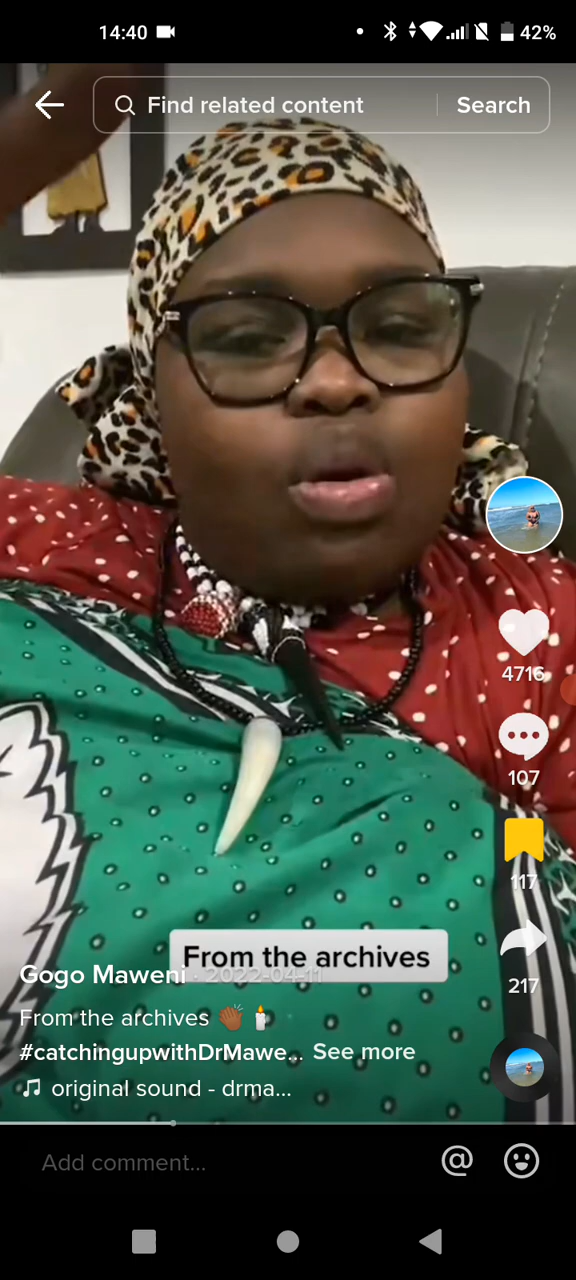 14:40
42%
Find related content
Search
4716
107
117
From the archives
Gogo Maweni · 2022-04-11
217
From the archives 👏🏾 🕯️
#catchingupwithDrMawe... See more
original sound - drma...
Add comment...
@